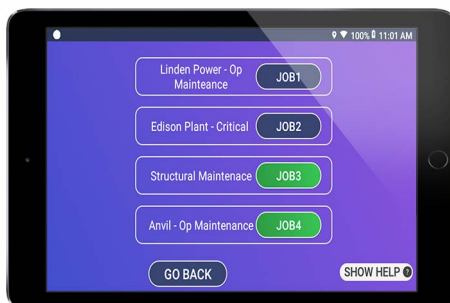 100% 11:01 AM
Linden Power - Op
Mainteance
JOB1
Edison Plant - Critical
JOB2
Structural Maintenace
JOB3
Anvil - Op Maintenance
JOB4
GO BACK
SHOW HELP ?